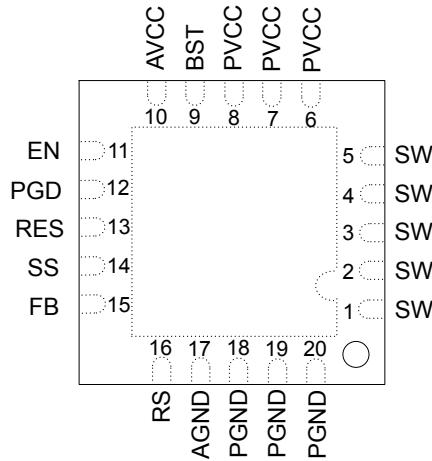 AVCC BST PVCC PVCC PVCC
10 9 8 7 6
EN 11
PGD 12
RES 13
SS 14
FB 15
5 SW
4 SW
3 SW
2 SW
1 SW
16 17 18 19 20
RS AGND PGND PGND PGND